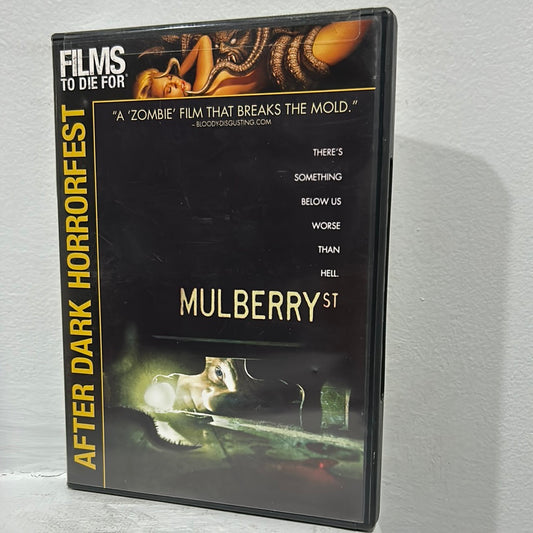 FILMS
TO DIE FOR®
"A 'ZOMBIE' FILM THAT BREAKS THE MOLD."
– BLOODY-DISGUSTING.COM
THERE'S
SOMETHING
BELOW US
WORSE
THAN
HELL.
MULBERRY ST
AFTER DARK HORRORFEST